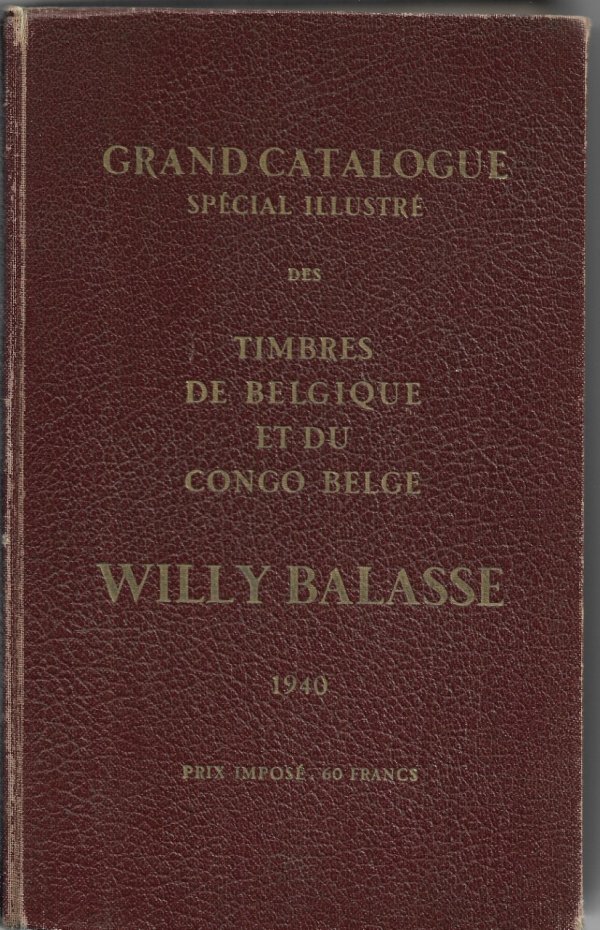 GRAND CATALOGUE
SPÉCIAL ILLUSTRÉ
DES
TIMBRES
DE BELGIQUE
ET DU
CONGO BELGE
WILLY BALASSE
1940
PRIX IMPOSÉ. 60 FRANCS